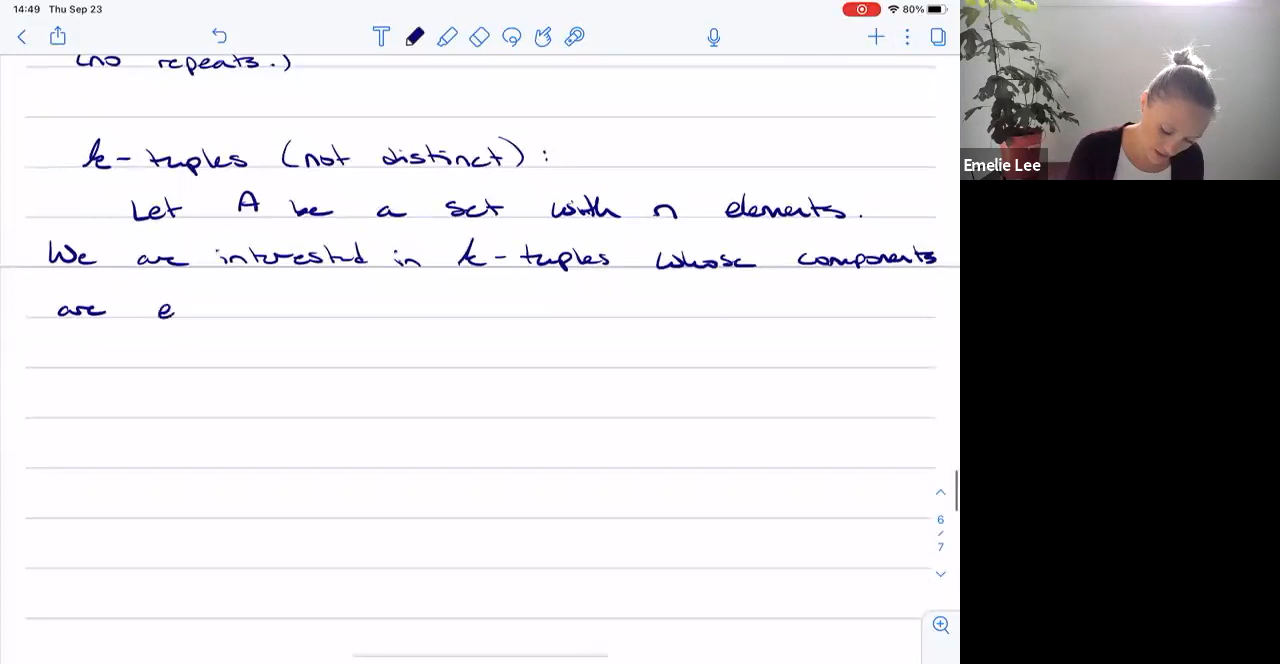 14:49 Thu Sep 23
80%
(no repeats.)
k-tuples (not distinct):
Let A be a set with n elements.
We are interested in k-tuples whose components
are e
Emelie Lee
6
/
7